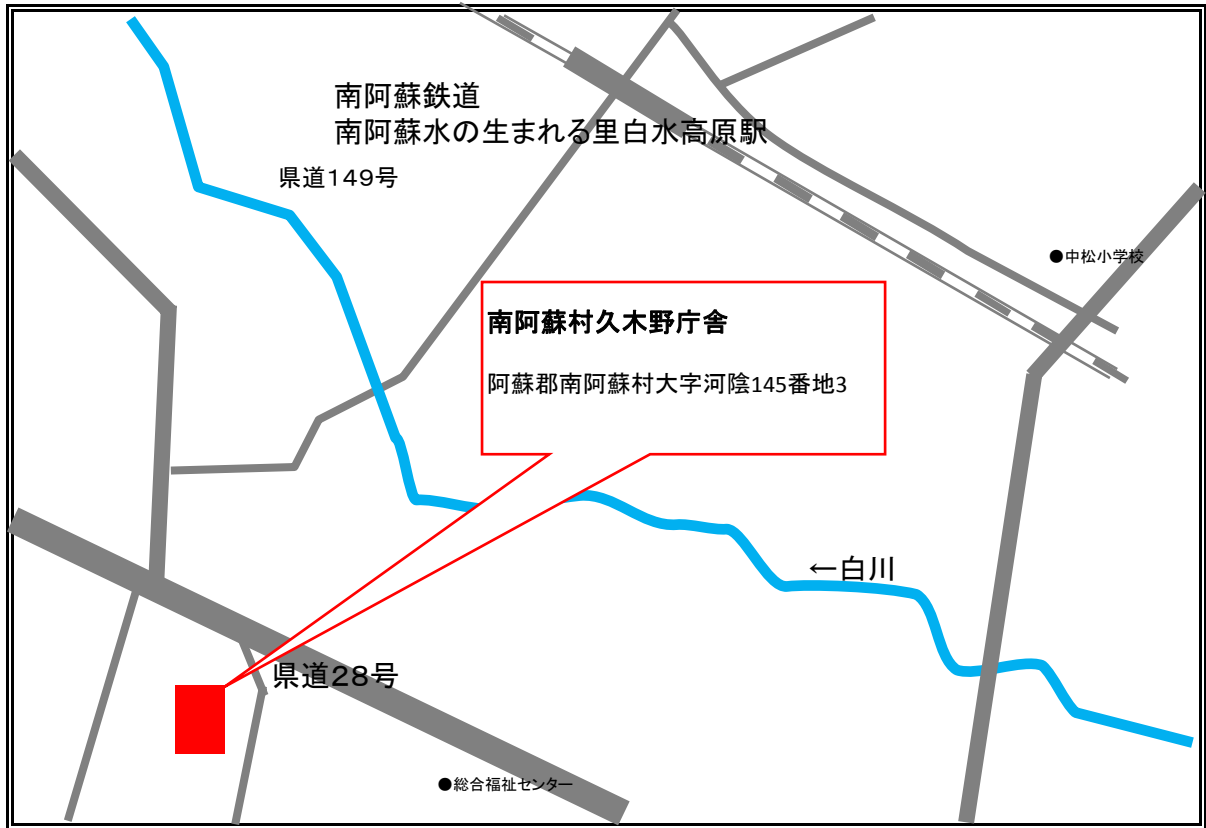 南阿蘇鉄道
南阿蘇水の生まれる里白水高原駅
県道149号
●中松小学校
南阿蘇村久木野庁舎
阿蘇郡南阿蘇村大字河陰145番地3
←白川
県道28号
●総合福祉センター